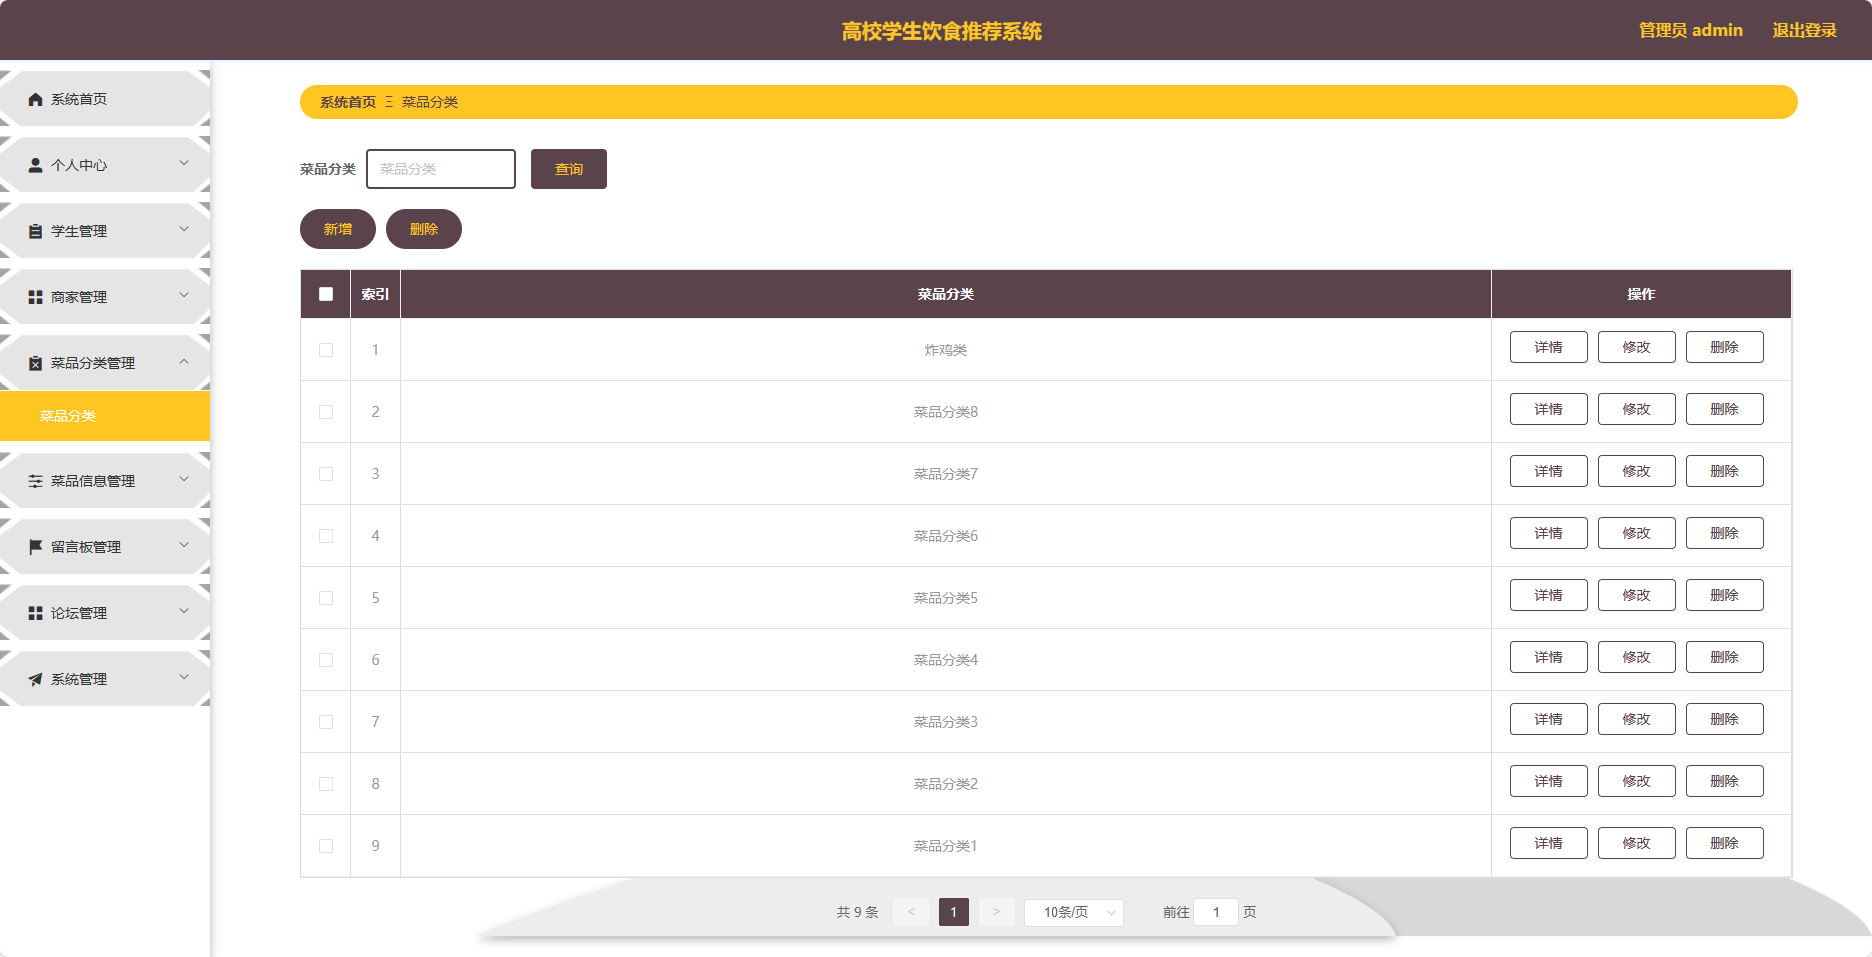 高校学生饮食推荐系统
管理员 admin 退出登录
系统首页
个人中心
学生管理
商家管理
菜品分类管理
菜品分类
菜品信息管理
留言板管理
论坛管理
系统管理
系统首页 Ξ 菜品分类
菜品分类 菜品分类 查询
新增 删除
索引 菜品分类 操作
1 炸鸡类 详情 修改 删除
2 菜品分类8 详情 修改 删除
3 菜品分类7 详情 修改 删除
4 菜品分类6 详情 修改 删除
5 菜品分类5 详情 修改 删除
6 菜品分类4 详情 修改 删除
7 菜品分类3 详情 修改 删除
8 菜品分类2 详情 修改 删除
9 菜品分类1 详情 修改 删除
共 9 条 < 1 > 10条/页 前往 1 页